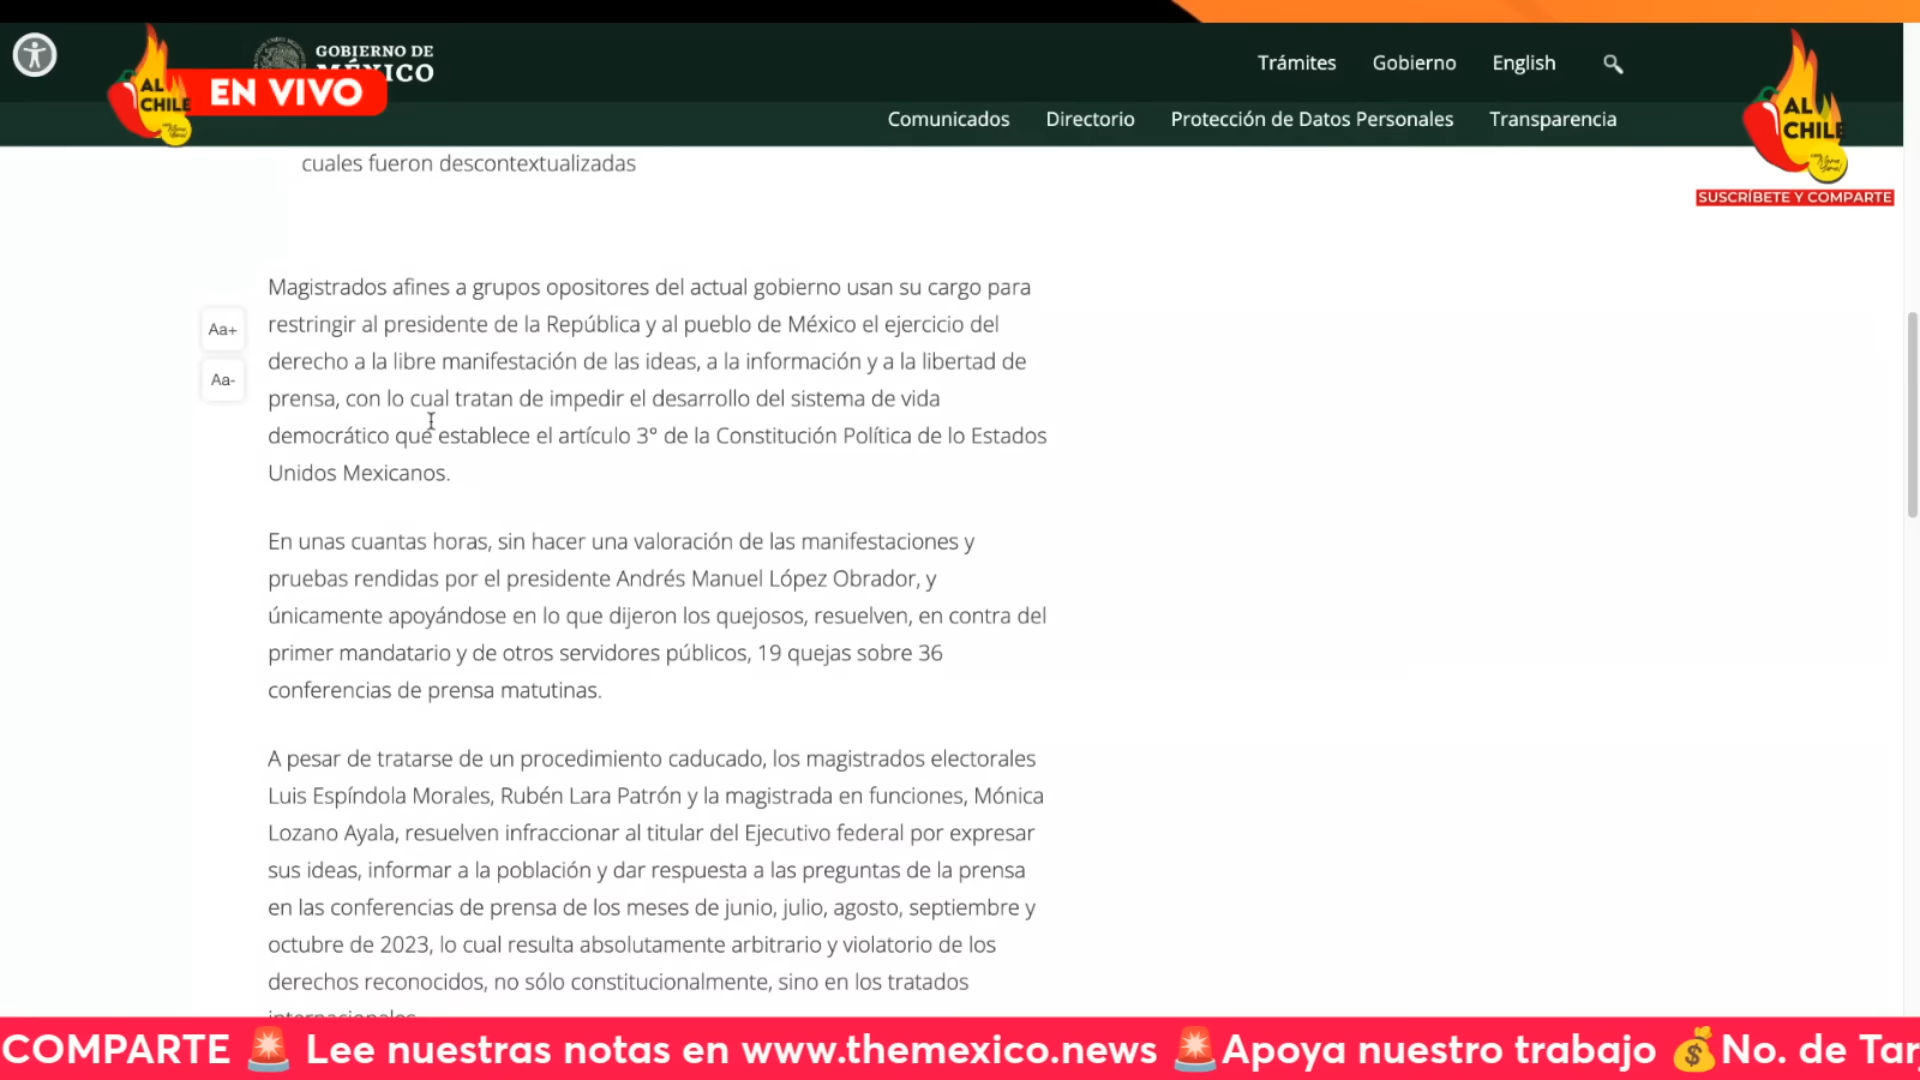 GOBIERNO DE
MÉXICO
AL
CHILE
EN VIVO
Trámites
Gobierno
English
Comunicados
Directorio
Protección de Datos Personales
Transparencia
AL
CHILE
SUSCRÍBETE Y COMPARTE
cuales fueron descontextualizadas
Aa+
Aa-
Magistrados afines a grupos opositores del actual gobierno usan su cargo para
restringir al presidente de la República y al pueblo de México el ejercicio del
derecho a la libre manifestación de las ideas, a la información y a la libertad de
prensa, con lo cual tratan de impedir el desarrollo del sistema de vida
democrático que establece el artículo 3° de la Constitución Política de lo Estados
Unidos Mexicanos.
En unas cuantas horas, sin hacer una valoración de las manifestaciones y
pruebas rendidas por el presidente Andrés Manuel López Obrador, y
únicamente apoyándose en lo que dijeron los quejosos, resuelven, en contra del
primer mandatario y de otros servidores públicos, 19 quejas sobre 36
conferencias de prensa matutinas.
A pesar de tratarse de un procedimiento caducado, los magistrados electorales
Luis Espíndola Morales, Rubén Lara Patrón y la magistrada en funciones, Mónica
Lozano Ayala, resuelven infraccionar al titular del Ejecutivo federal por expresar
sus ideas, informar a la población y dar respuesta a las preguntas de la prensa
en las conferencias de prensa de los meses de junio, julio, agosto, septiembre y
octubre de 2023, lo cual resulta absolutamente arbitrario y violatorio de los
derechos reconocidos, no sólo constitucionalmente, sino en los tratados
internacionales
COMPARTE 🚨 Lee nuestras notas en www.themexico.news 🚨Apoya nuestro trabajo 💰No. de Tar